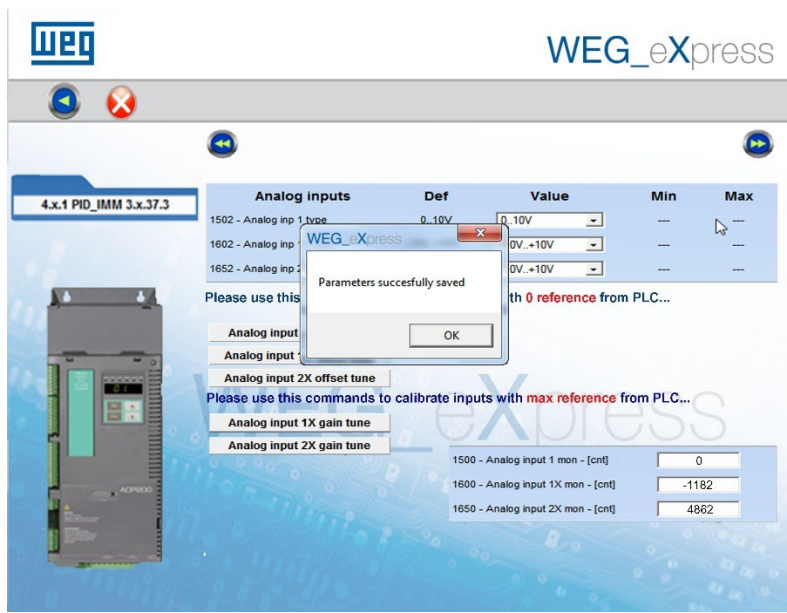 weg
WEG_eXpress
4.x.1 PID_IMM 3.x.37.3
Analog inputs Def Value Min Max
1502 - Analog inp 1 type 0..10V 0..10V --- ---
1602 - Analog inp 0V..+10V --- ---
1652 - Analog inp 2 0V..+10V --- ---
WEG_eXpress
Parameters succesfully saved
OK
Please use this th 0 reference from PLC...
Analog input
Analog input 1
Analog input 2X offset tune
Please use this commands to calibrate inputs with max reference from PLC...
Analog input 1X gain tune
Analog input 2X gain tune
1500 - Analog input 1 mon - [cnt] 0
1600 - Analog input 1X mon - [cnt] -1182
1650 - Analog input 2X mon - [cnt] 4862
WEG_eXpress
ADP200